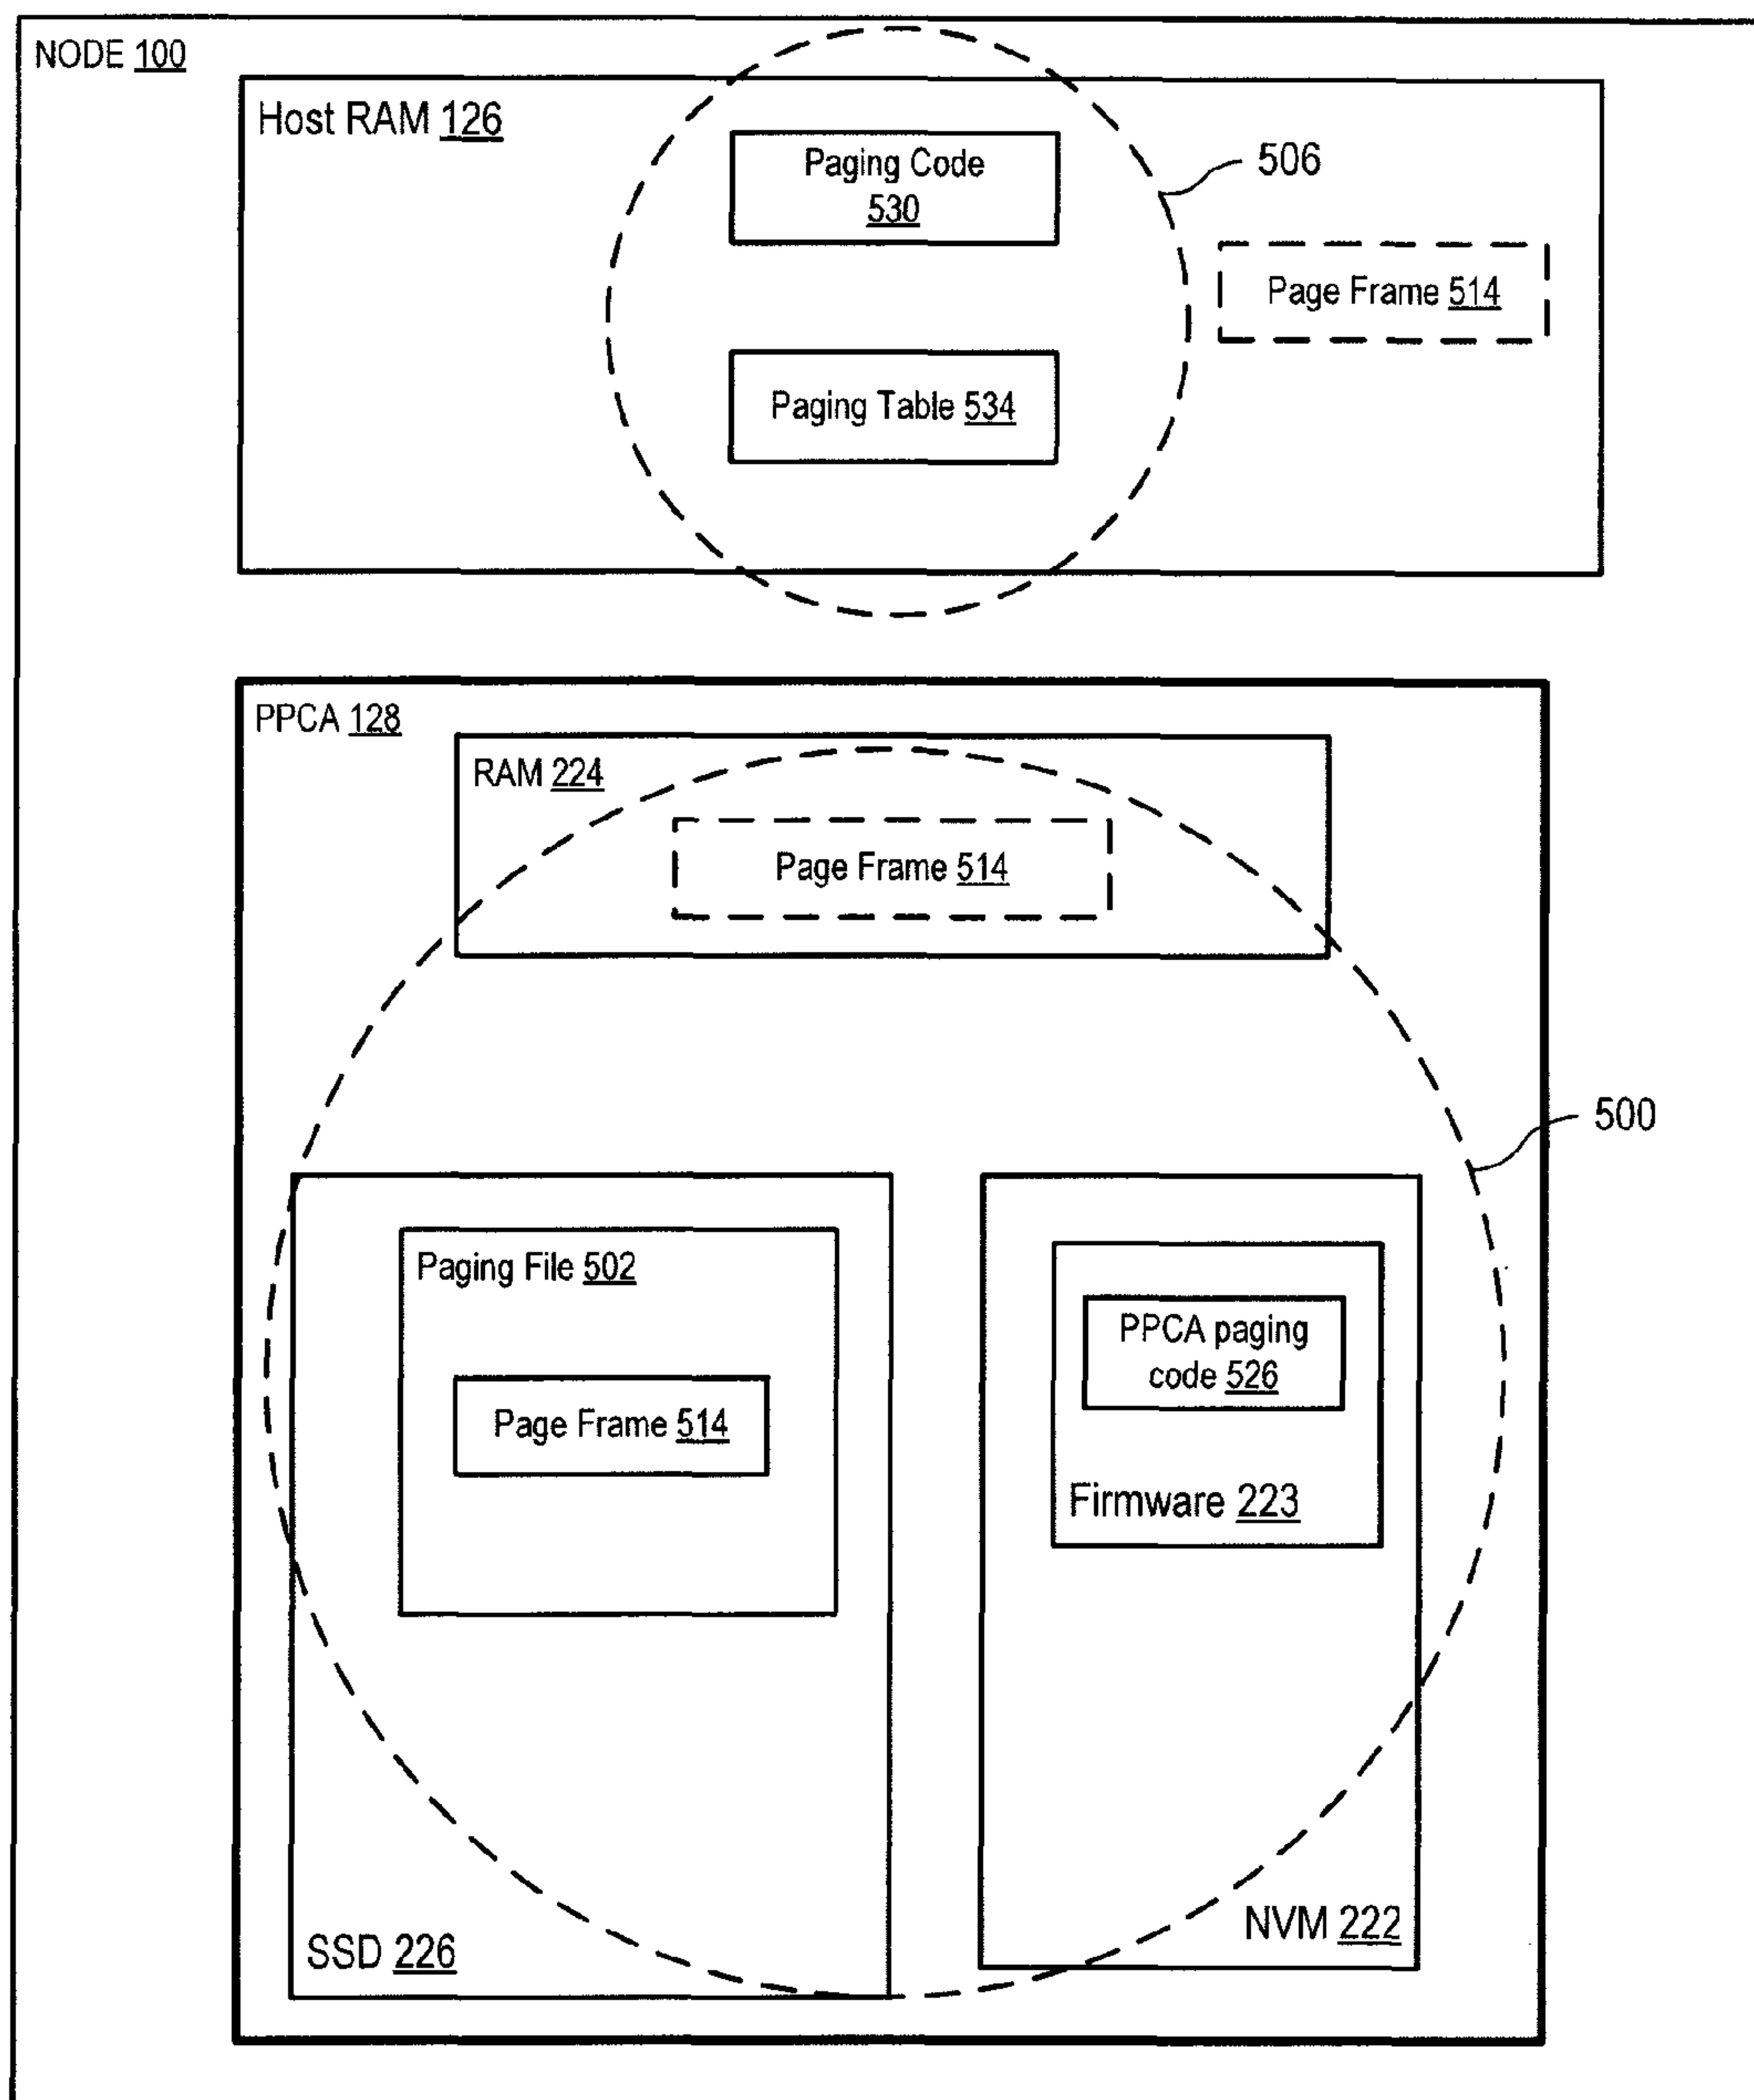 NODE 100
Host RAM 126
Paging Code
530
506
Page Frame 514
Paging Table 534
PPCA 128
RAM 224
Page Frame 514
500
Paging File 502
PPCA paging
code 526
Page Frame 514
Firmware 223
NVM 222
SSD 226